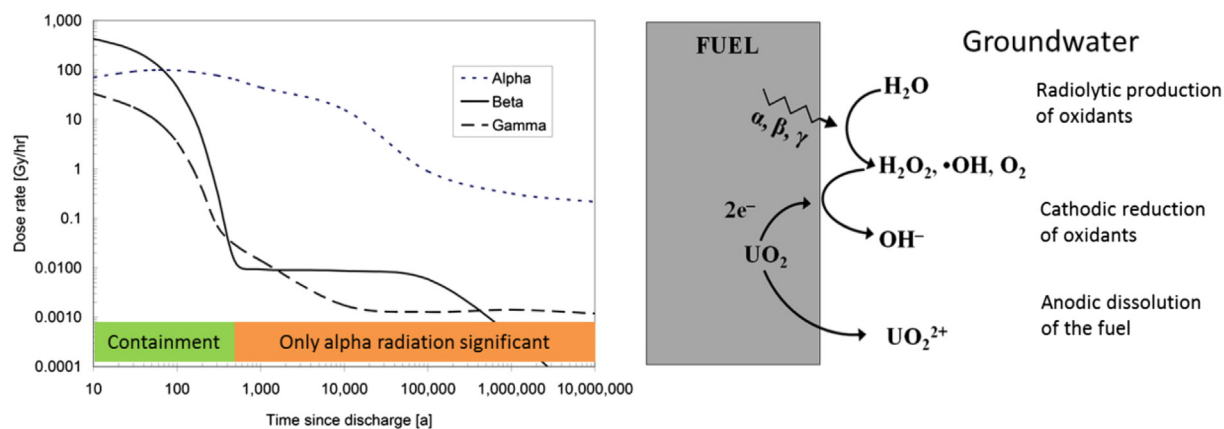 1,000
100
10
1
0.1
0.0100
0.0010
0.0001
Dose rate [Gy/hr]
Alpha
Beta
Gamma
Containment
Only alpha radiation significant
10
100
1,000
10,000
100,000
1,000,000
10,000,000
Time since discharge [a]
FUEL
Groundwater
α, β, γ
H₂O
Radiolytic production
of oxidants
H₂O₂, •OH, O₂
2e⁻
Cathodic reduction
of oxidants
OH⁻
UO₂
Anodic dissolution
of the fuel
UO₂²⁺